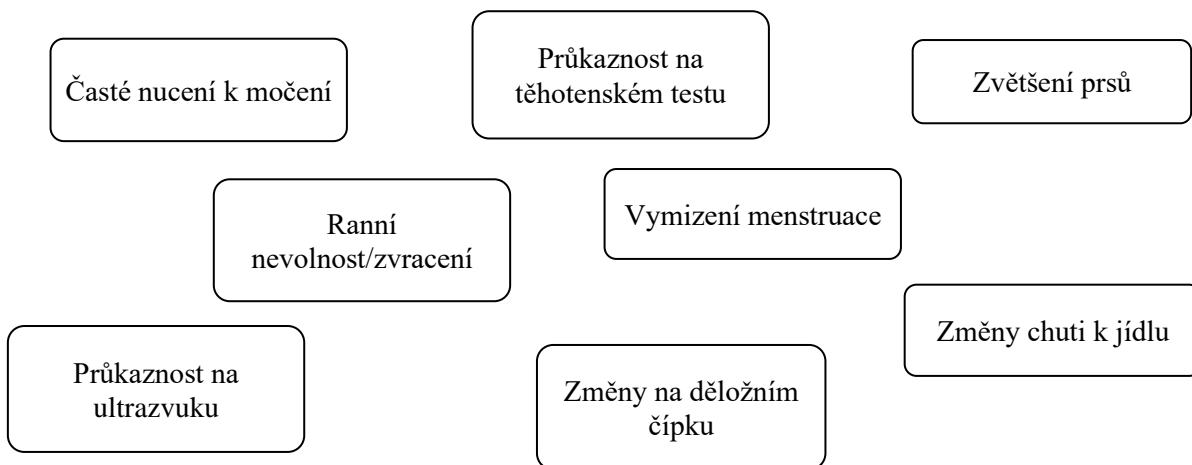 Časté nucení k močení
Průkaznost na
těhotenském testu
Zvětšení prsů
Ranní
nevolnost/zvracení
Vymizení menstruace
Změny chuti k jídlu
Průkaznost na
ultrazvuku
Změny na děložním
čípku